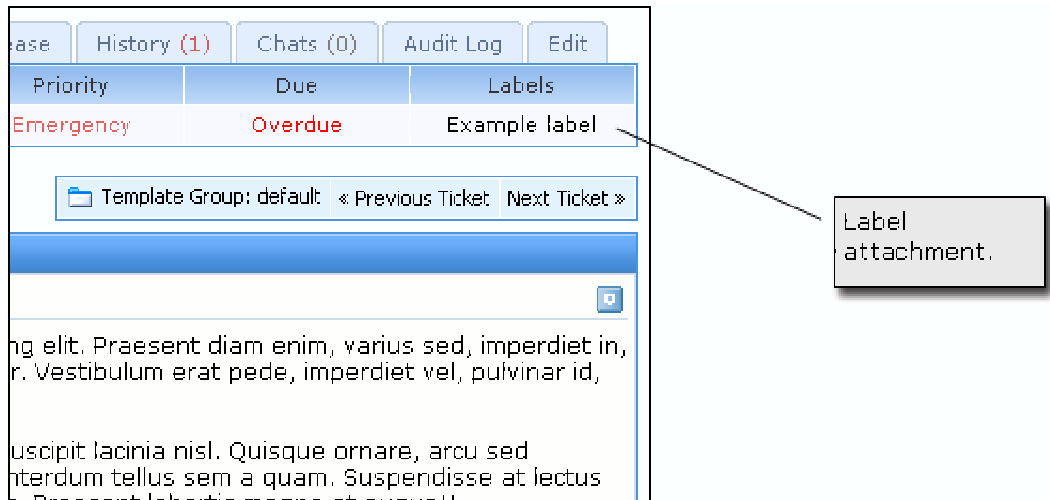 ease History (1) Chats (0) Audit Log Edit
Priority Due Labels
Emergency Overdue Example label
Template Group: default « Previous Ticket Next Ticket »
Label
attachment.
ng elit. Praesent diam enim, varius sed, imperdiet in,
r. Vestibulum erat pede, imperdiet vel, pulvinar id,
uscipit lacinia nisl. Quisque ornare, arcu sed
nterdum tellus sem a quam. Suspendisse at lectus